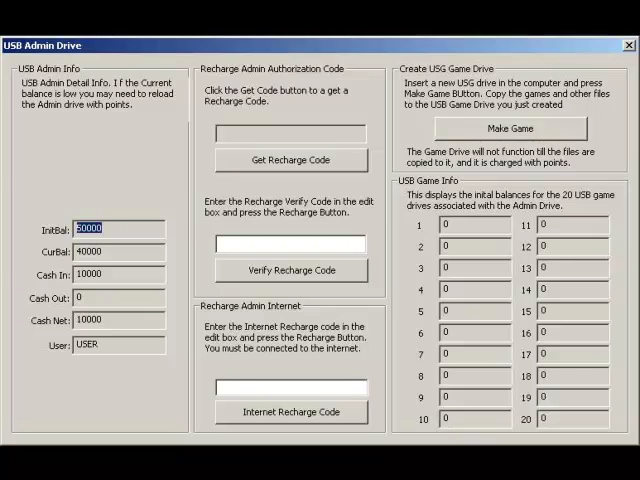 USB Admin Drive
USB Admin Info
USB Admin Detail Info. I f the Current
balance is low you may need to reload
the Admin drive with points.
InitBal: 50000
CurBal: 40000
Cash In: 10000
Cash Out: 0
Cash Net: 10000
User: USER
Recharge Admin Authorization Code
Click the Get Code button to a get a
Recharge Code.
Get Recharge Code
Enter the Recharge Verify Code in the edit
box and press the Recharge Button.
Verify Recharge Code
Recharge Admin Internet
Enter the Internet Recharge code in the
edit box and press the Recharge Button.
You must be connected to the internet.
Internet Recharge Code
Create USG Game Drive
Insert a new USG drive in the computer and press
Make Game BUtton. Copy the games and other files
to the USB Game Drive you just created
Make Game
The Game Drive will not function till the files are
copied to it, and it is charged with points.
USB Game Info
This displays the inital balances for the 20 USB game
drives associated with the Admin Drive.
1 0 11 0
2 0 12 0
3 0 13 0
4 0 14 0
5 0 15 0
6 0 16 0
7 0 17 0
8 0 18 0
9 0 19 0
10 0 20 0